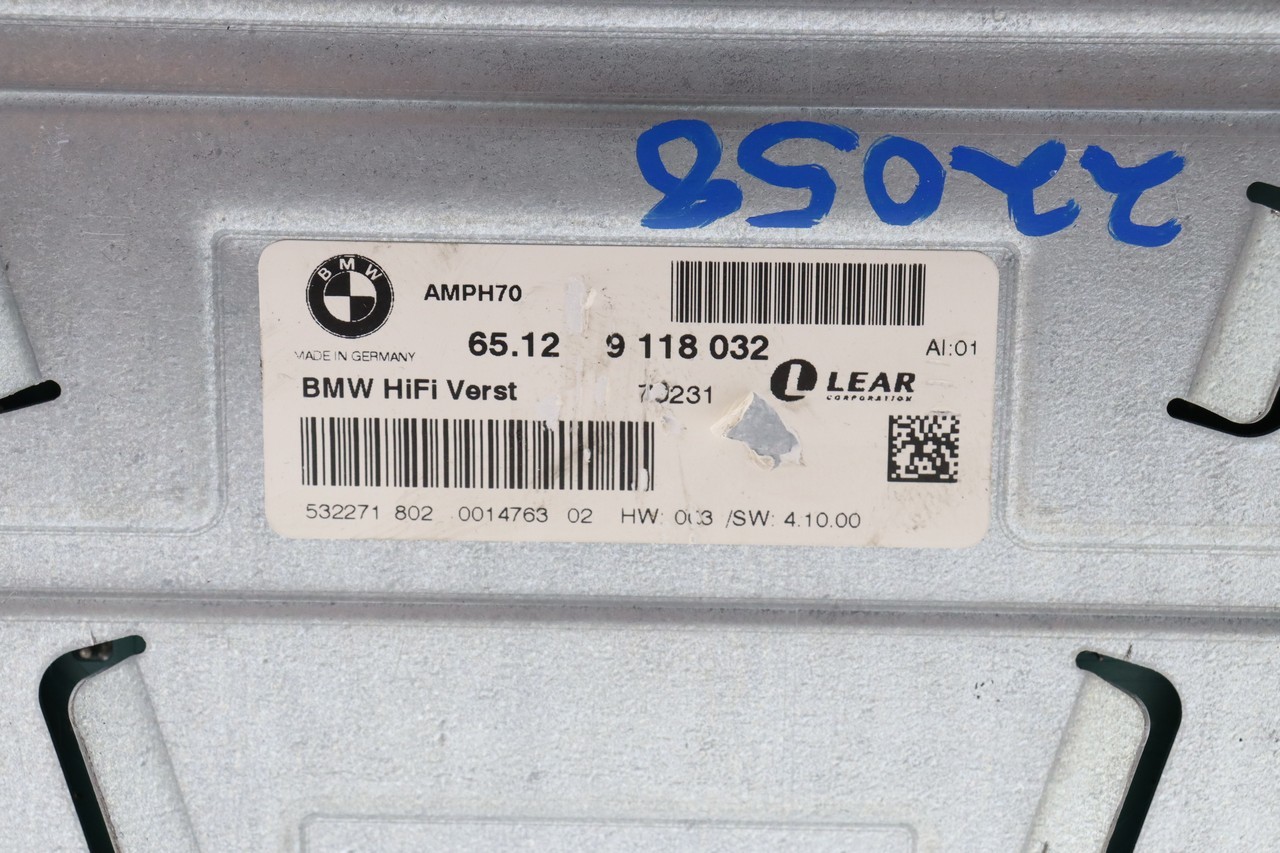 22058
BMW
AMPH70
65.12 9 118 032
AI:01
MADE IN GERMANY
BMW HiFi Verst
70231
LEAR
CORPORATION
532271 802 0014763 02 HW: 003 /SW: 4.10.00